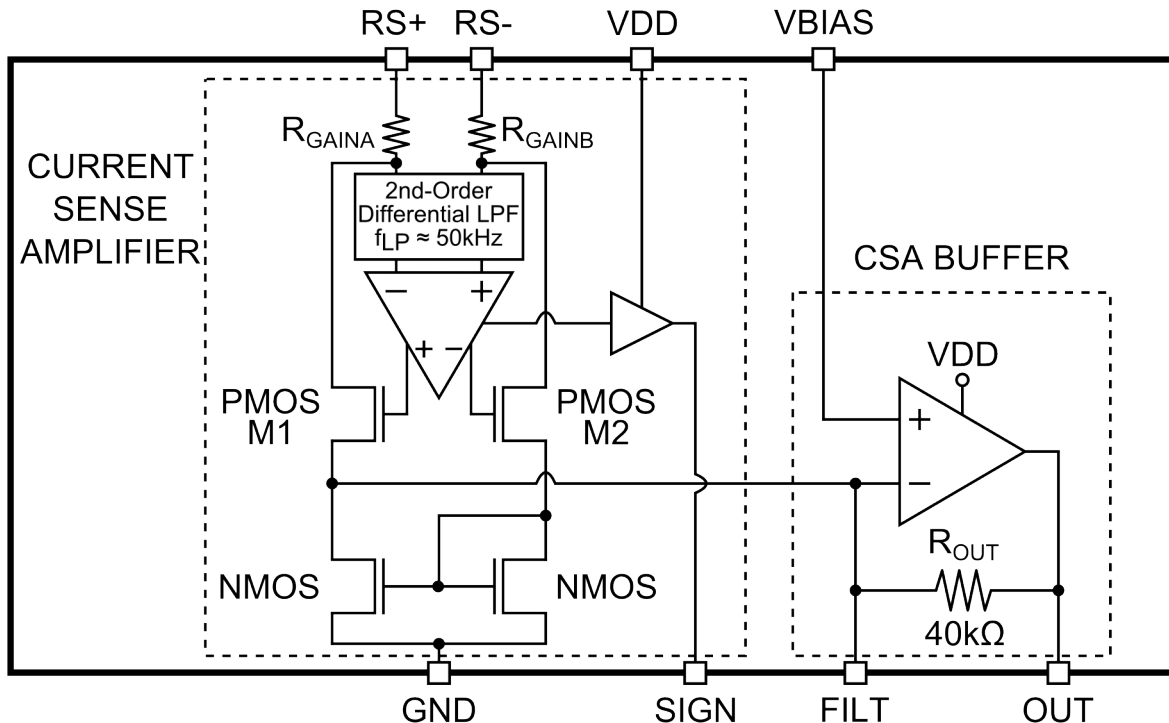 RS+ RS- VDD VBIAS
R_GAINA R_GAINB
CURRENT
SENSE
AMPLIFIER
2nd-Order
Differential LPF
f_LP ≈ 50kHz
CSA BUFFER
− +
+ −
VDD
PMOS
M1
PMOS
M2
+
−
R_OUT
40kΩ
NMOS NMOS
GND SIGN FILT OUT